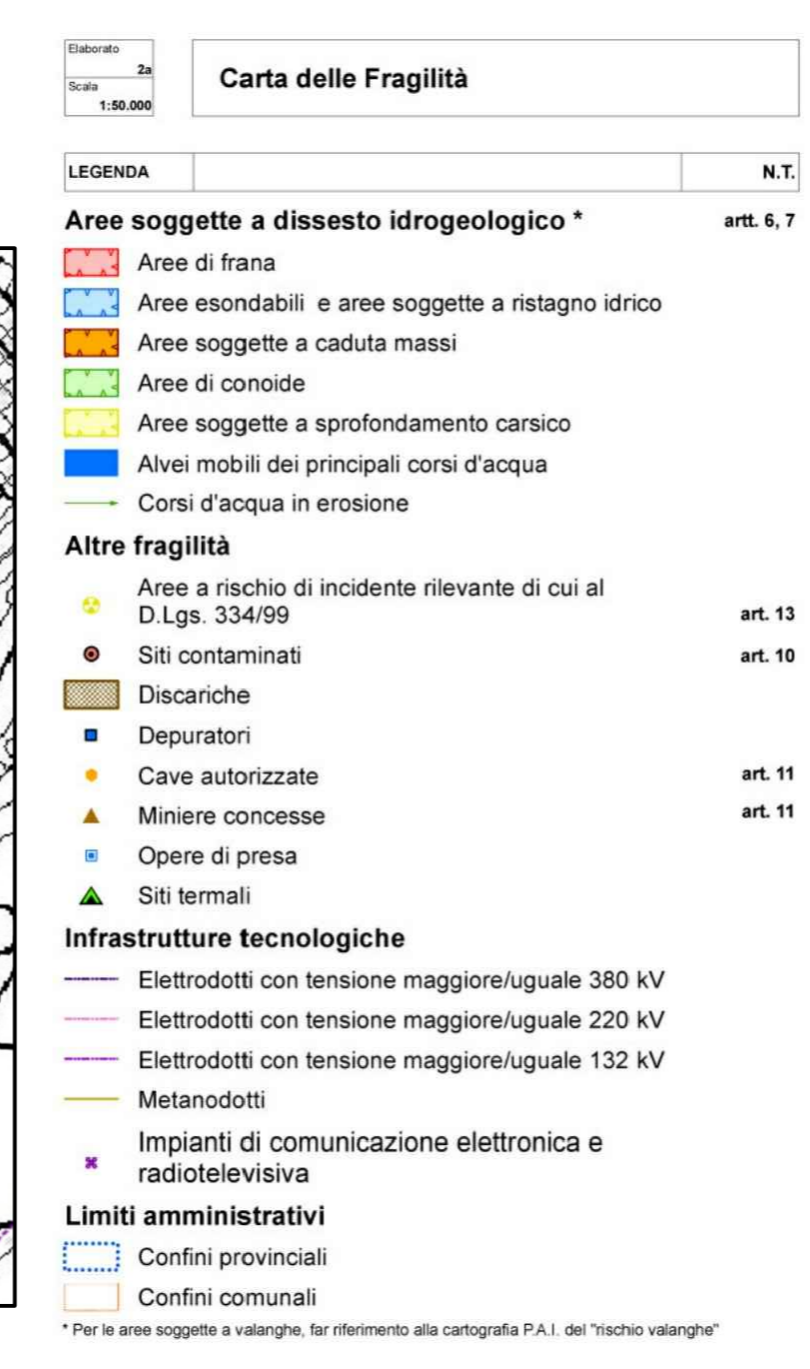 Elaborato
2a
Scala
1:50.000
Carta delle Fragilità
LEGENDA N.T.
Aree soggette a dissesto idrogeologico * artt. 6, 7
Aree di frana
Aree esondabili e aree soggette a ristagno idrico
Aree soggette a caduta massi
Aree di conoide
Aree soggette a sprofondamento carsico
Alvei mobili dei principali corsi d'acqua
Corsi d'acqua in erosione
Altre fragilità
Aree a rischio di incidente rilevante di cui al
D.Lgs. 334/99 art. 13
Siti contaminati art. 10
Discariche
Depuratori
Cave autorizzate art. 11
Miniere concesse art. 11
Opere di presa
Siti termali
Infrastrutture tecnologiche
Elettrodotti con tensione maggiore/uguale 380 kV
Elettrodotti con tensione maggiore/uguale 220 kV
Elettrodotti con tensione maggiore/uguale 132 kV
Metanodotti
Impianti di comunicazione elettronica e
radiotelevisiva
Limiti amministrativi
Confini provinciali
Confini comunali
* Per le aree soggette a valanghe, far riferimento alla cartografia P.A.I. del "rischio valanghe"